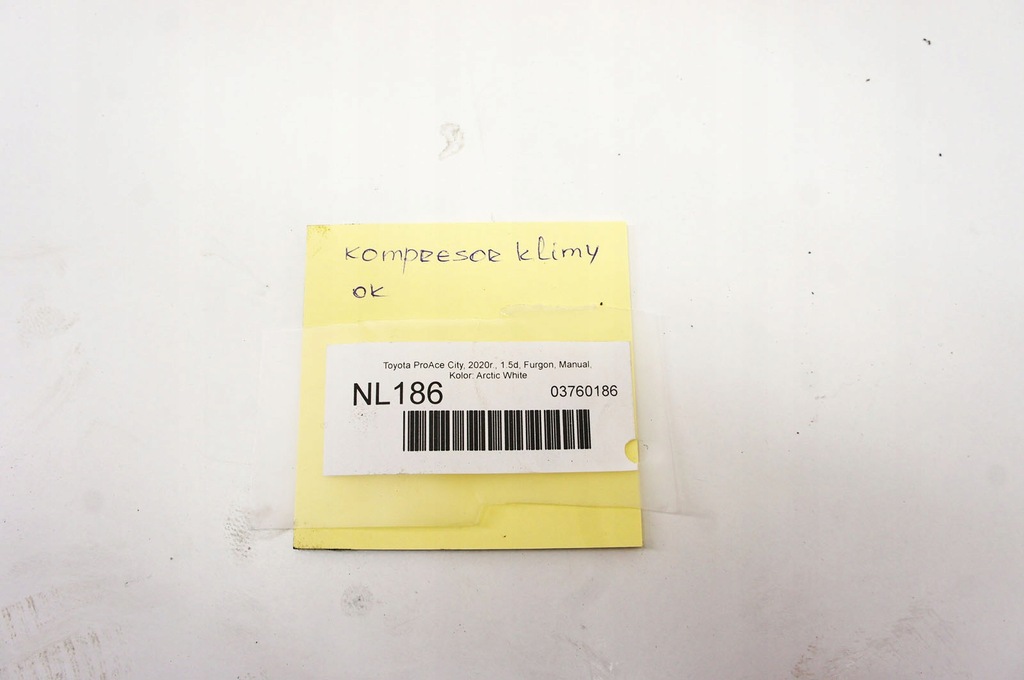 Kompresor klimy
OK
Toyota ProAce City, 2020r., 1.5d, Furgon, Manual,
Kolor: Arctic White
NL186
03760186